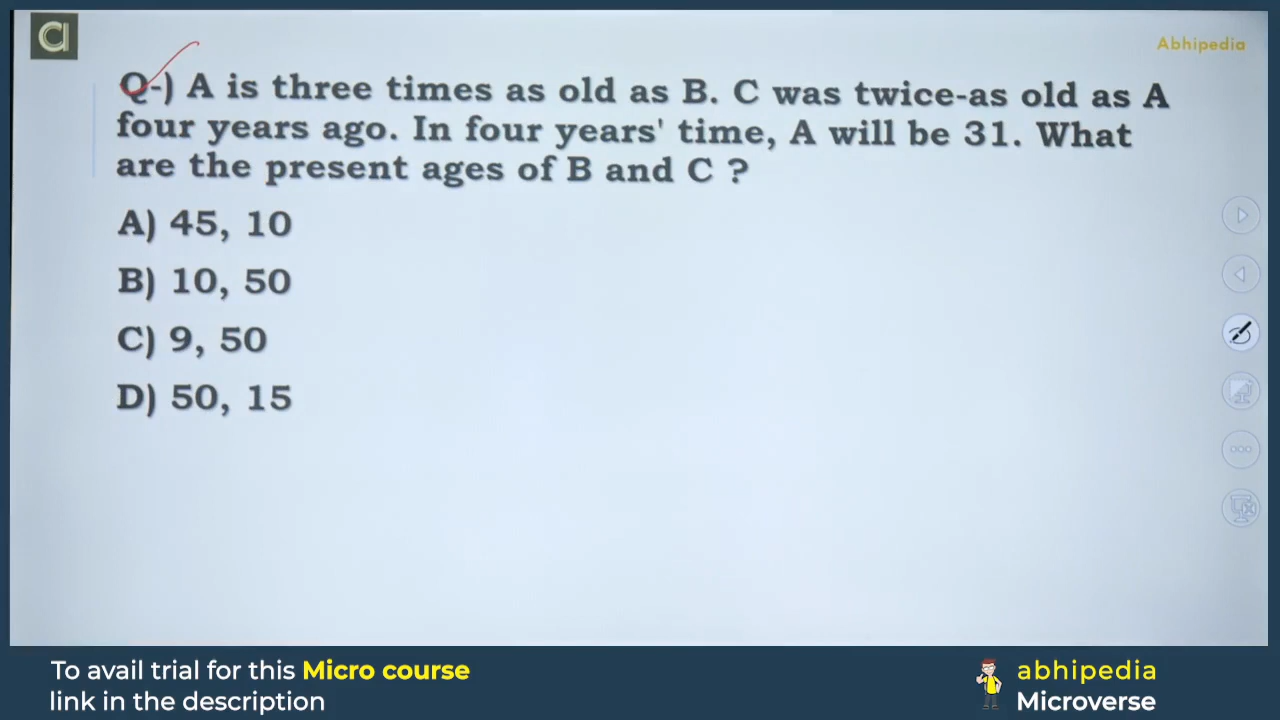 Abhipedia
Q-) A is three times as old as B. C was twice-as old as A
four years ago. In four years' time, A will be 31. What
are the present ages of B and C ?
A) 45, 10
B) 10, 50
C) 9, 50
D) 50, 15
To avail trial for this Micro course
link in the description
abhipedia
Microverse